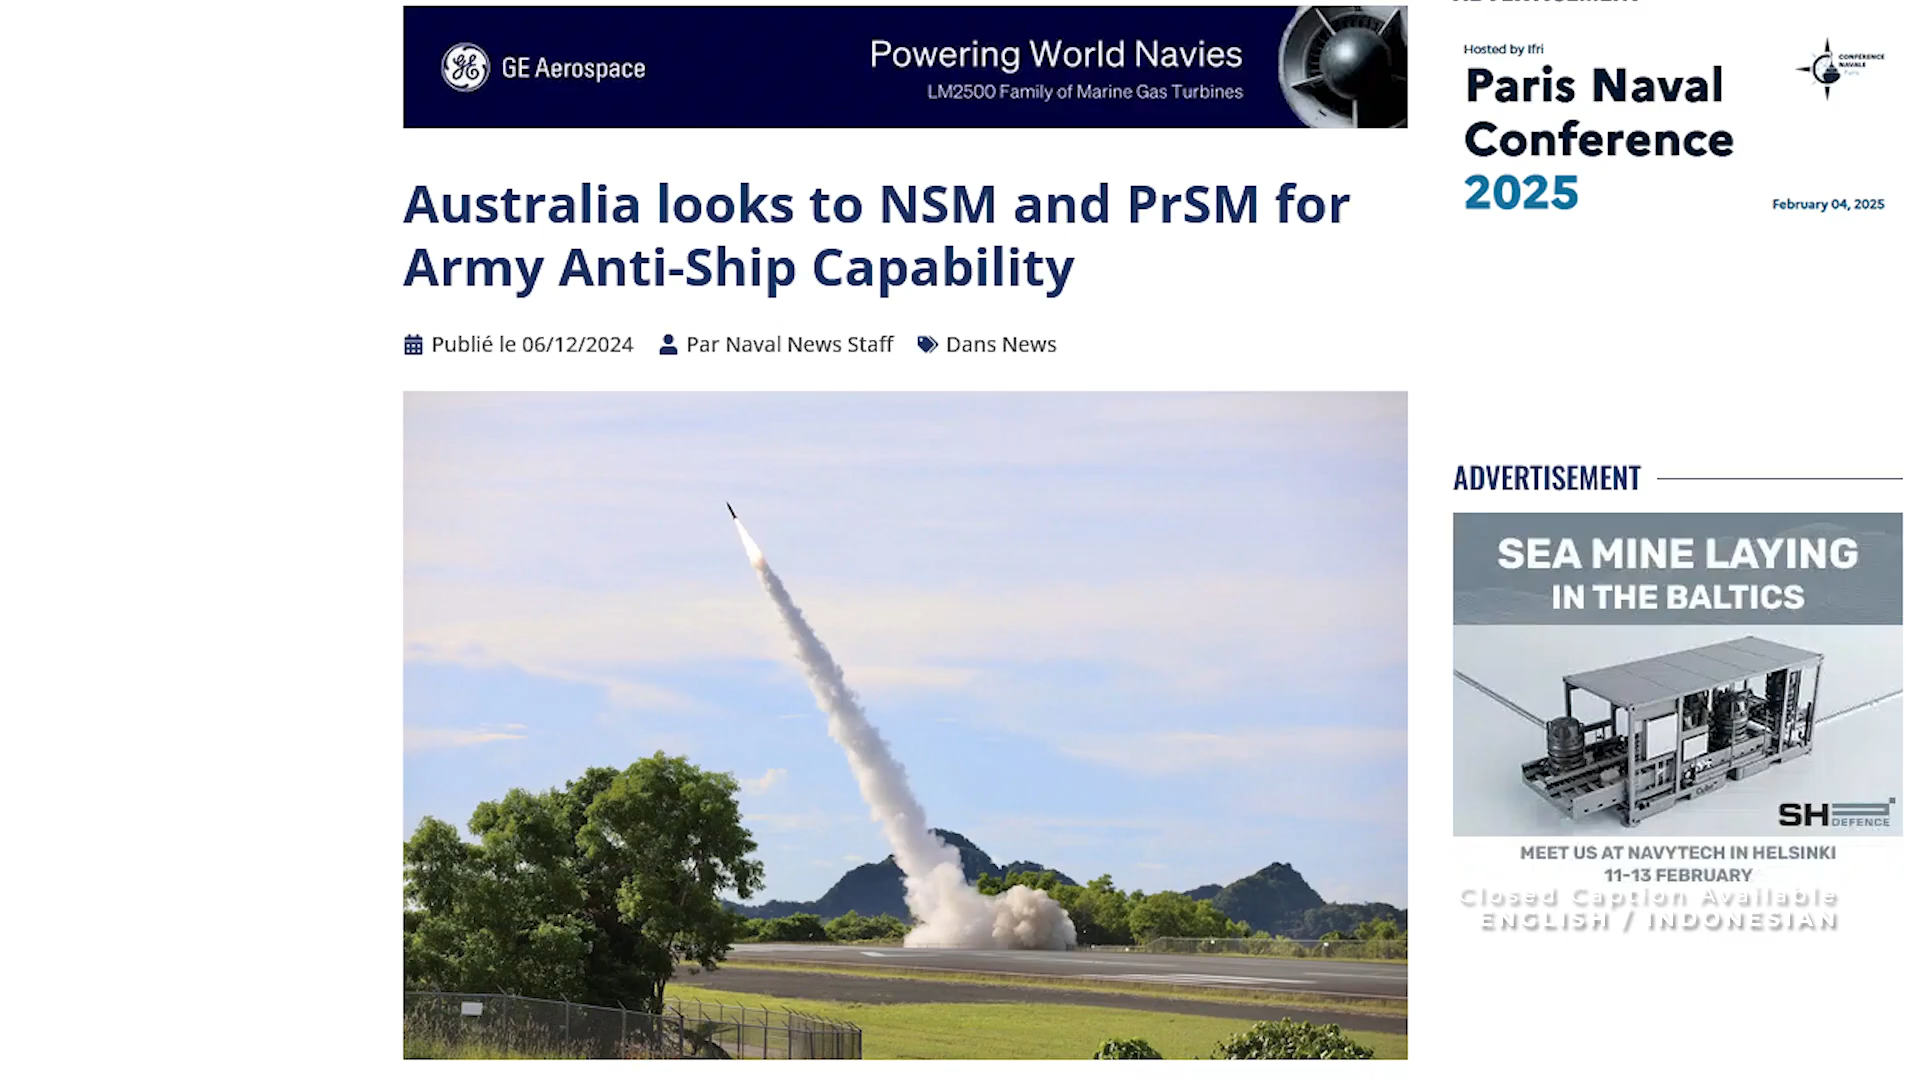 GE Aerospace
Powering World Navies
LM2500 Family of Marine Gas Turbines
Australia looks to NSM and PrSM for
Army Anti-Ship Capability
Publié le 06/12/2024 Par Naval News Staff Dans News
ADVERTISEMENT
Hosted by Ifri
Paris Naval
Conference
2025
CONFERENCE
NAVALE
February 04, 2025
ADVERTISEMENT
SEA MINE LAYING
IN THE BALTICS
SH DEFENCE
MEET US AT NAVYTECH IN HELSINKI
11-13 FEBRUARY
Closed Caption Available
ENGLISH / INDONESIAN